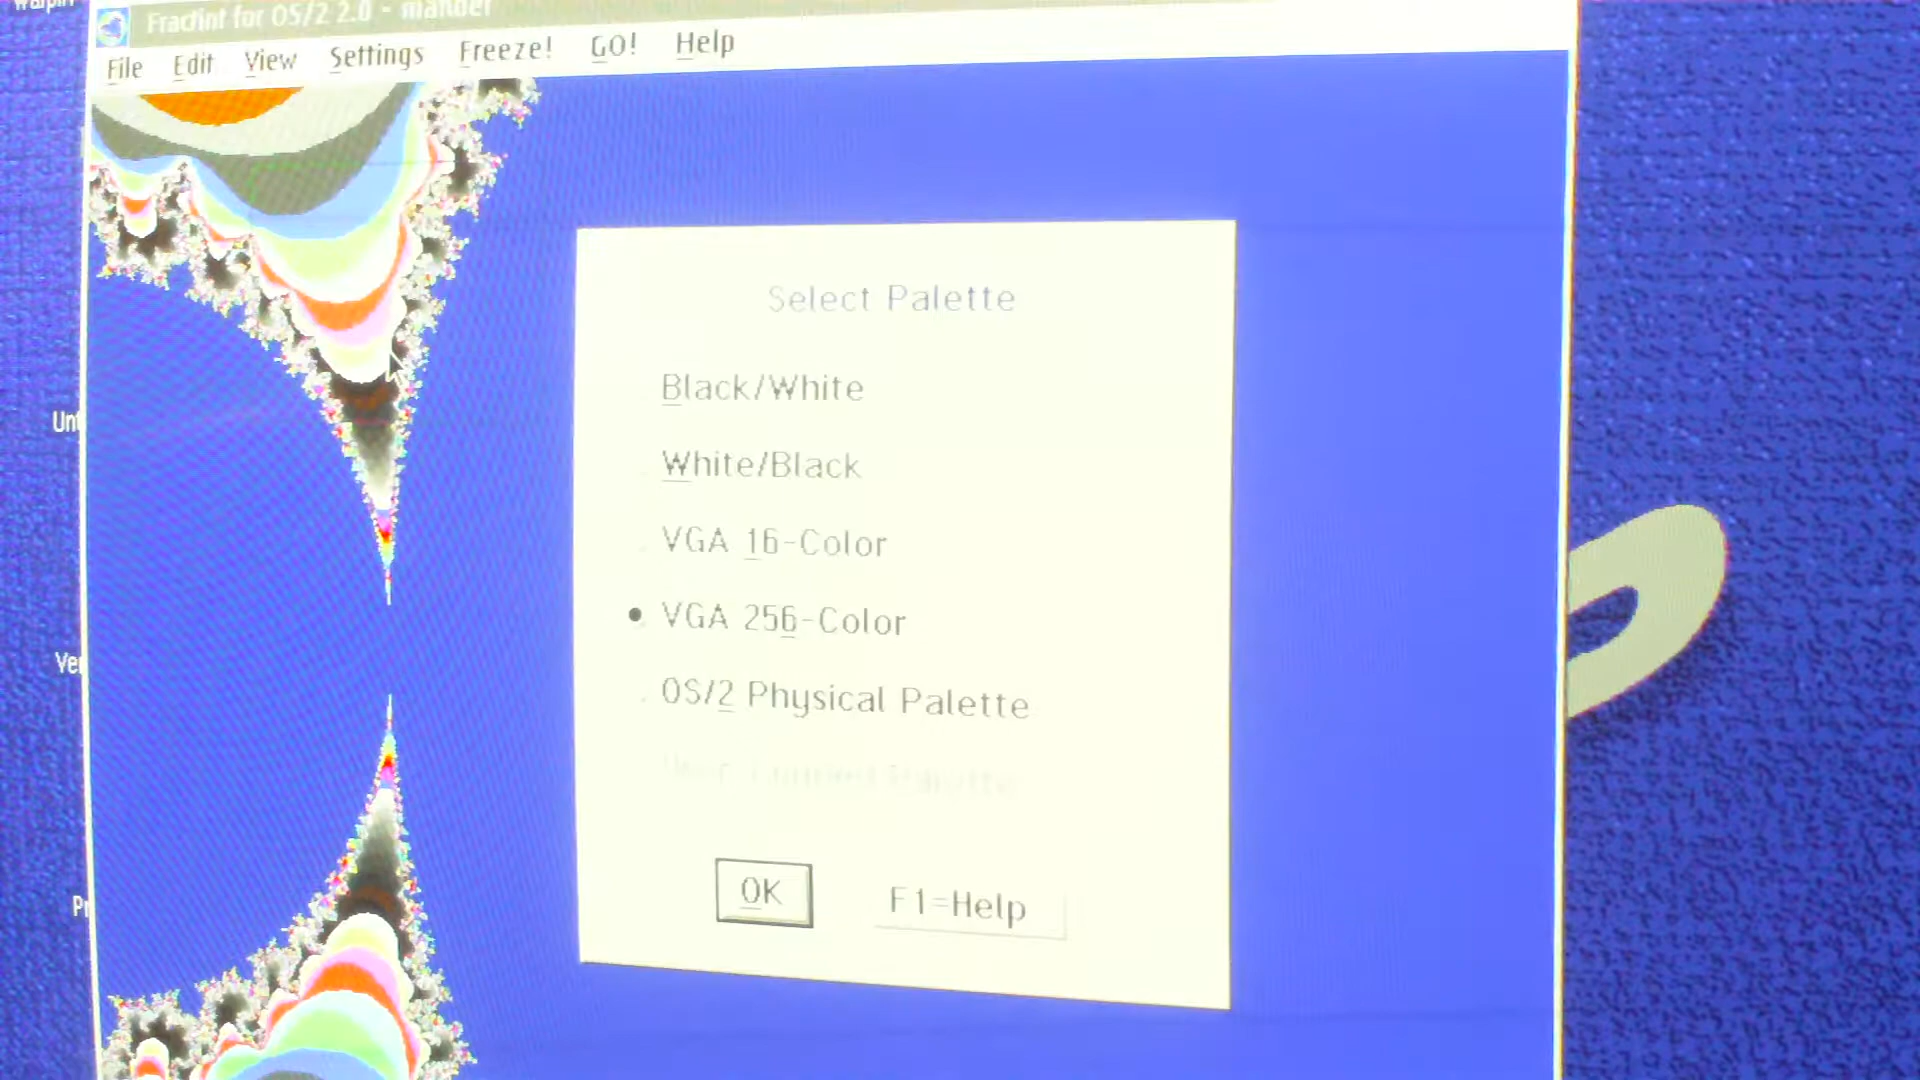 Fractint for OS/2 2.0 - mandel
File Edit View Settings Freeze! GO! Help
Select Palette
Black/White
White/Black
VGA 16-Color
VGA 256-Color
OS/2 Physical Palette
Palette
OK F1=Help